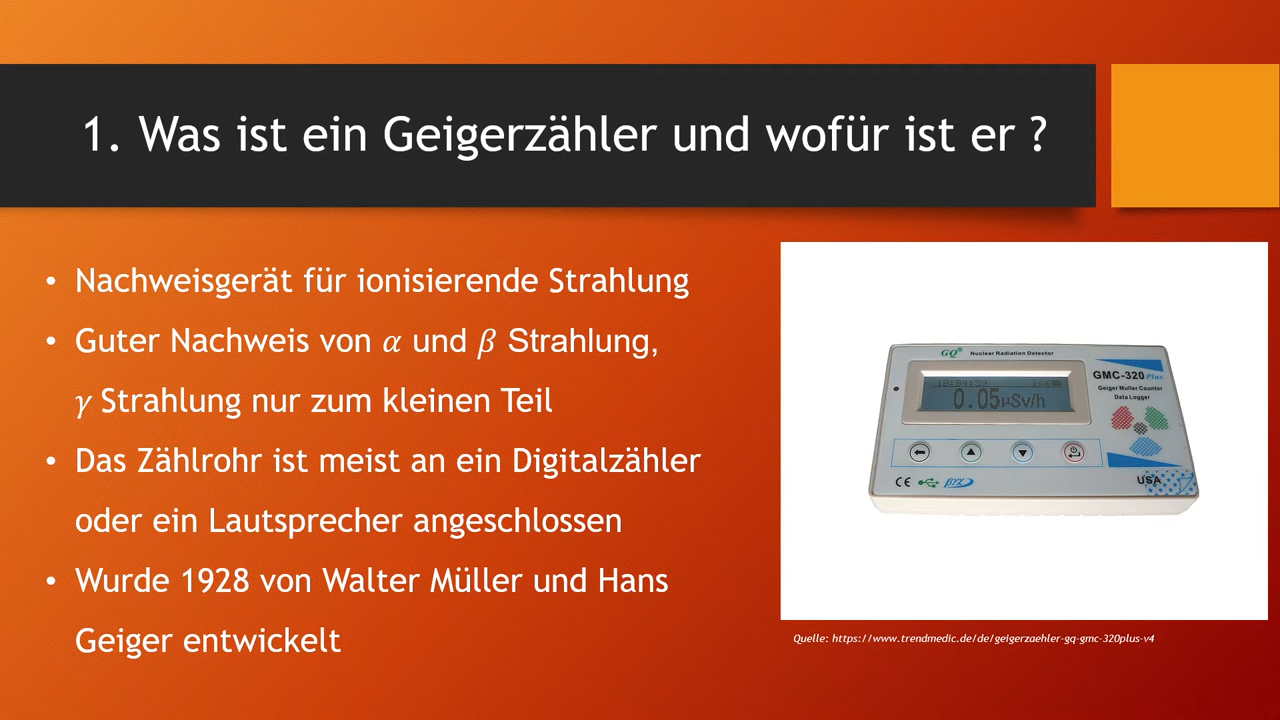 1. Was ist ein Geigerzähler und wofür ist er ?
• Nachweisgerät für ionisierende Strahlung
• Guter Nachweis von α und β Strahlung,
γ Strahlung nur zum kleinen Teil
• Das Zählrohr ist meist an ein Digitalzähler
oder ein Lautsprecher angeschlossen
• Wurde 1928 von Walter Müller und Hans
Geiger entwickelt
GQ® Nuclear Radiation Detector
18:04:59
0.05µSv/h
GMC-320 Plus
Geiger Muller Counter
Data Logger
CE
USA
Quelle: https://www.trendmedic.de/de/geigerzaehler-gq-gmc-320plus-v4